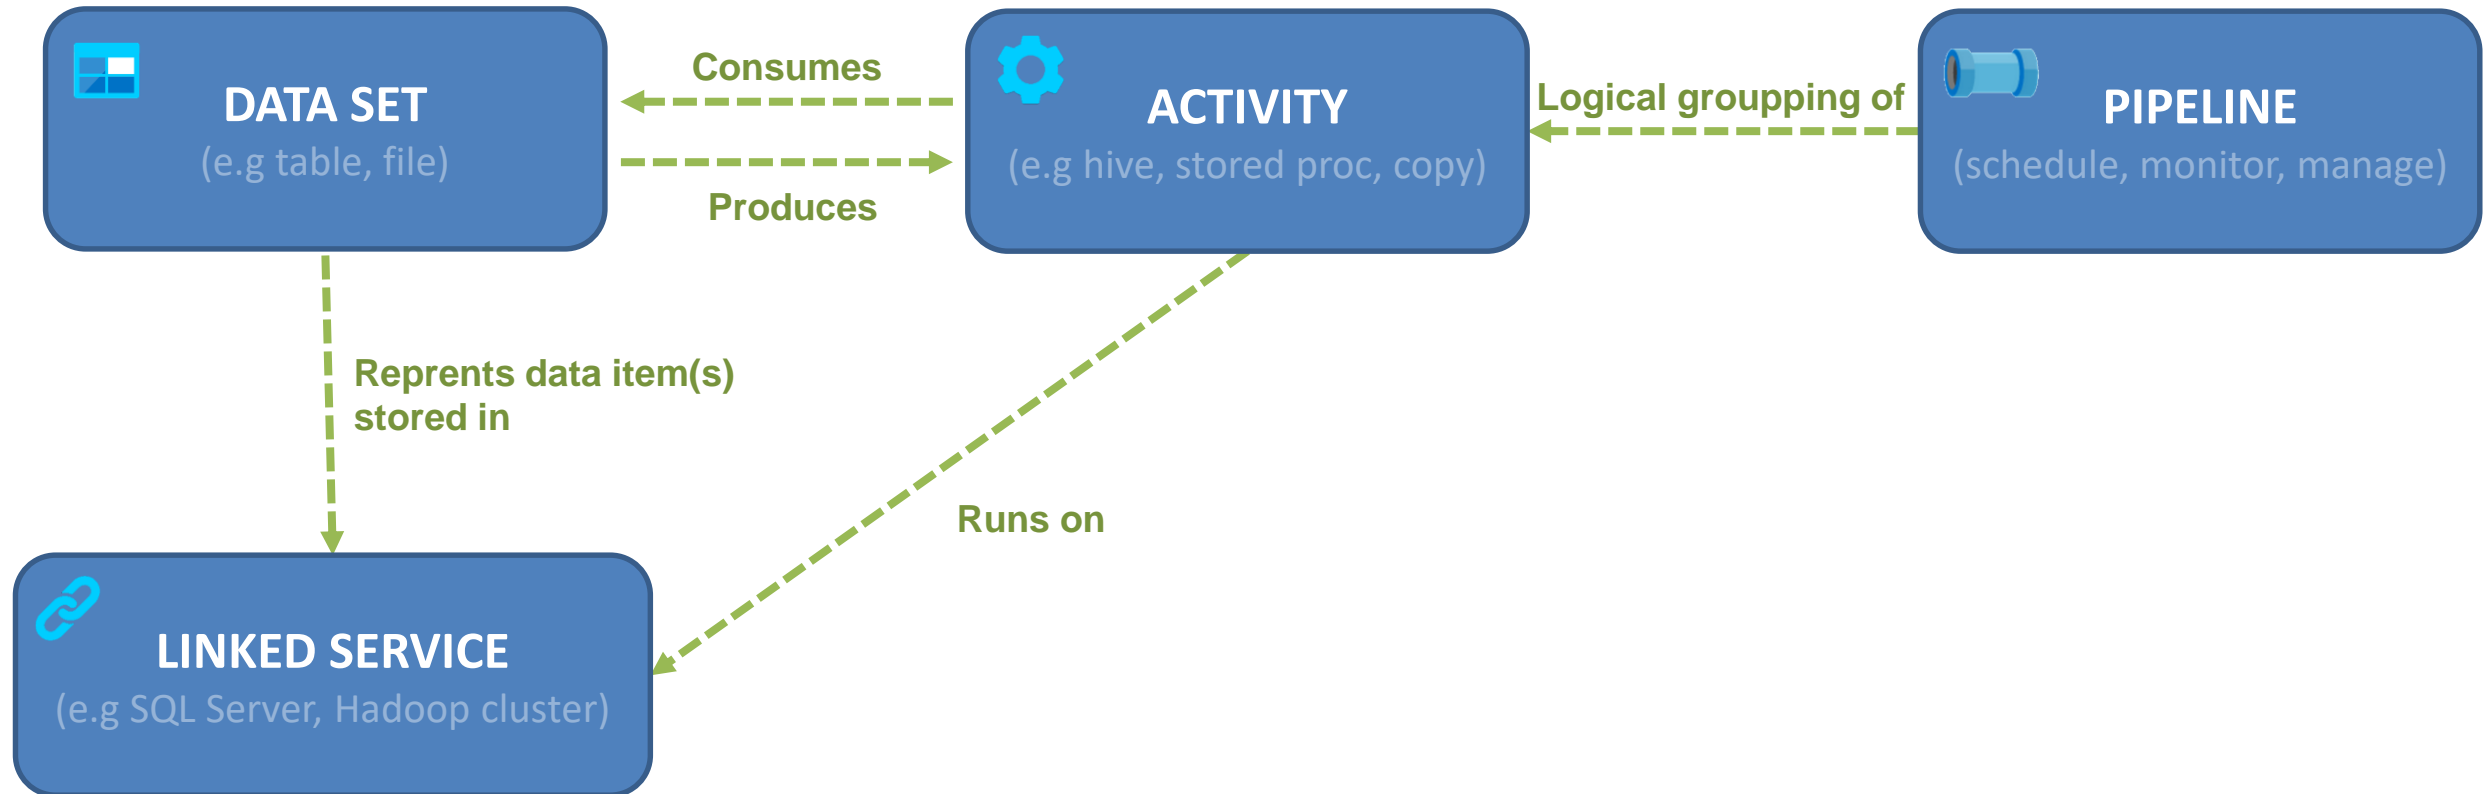 DATA SET
(e.g table, file)
Consumes
Produces
ACTIVITY
(e.g hive, stored proc, copy)
Logical groupping of
PIPELINE
(schedule, monitor, manage)
Reprents data item(s)
stored in
Runs on
LINKED SERVICE
(e.g SQL Server, Hadoop cluster)